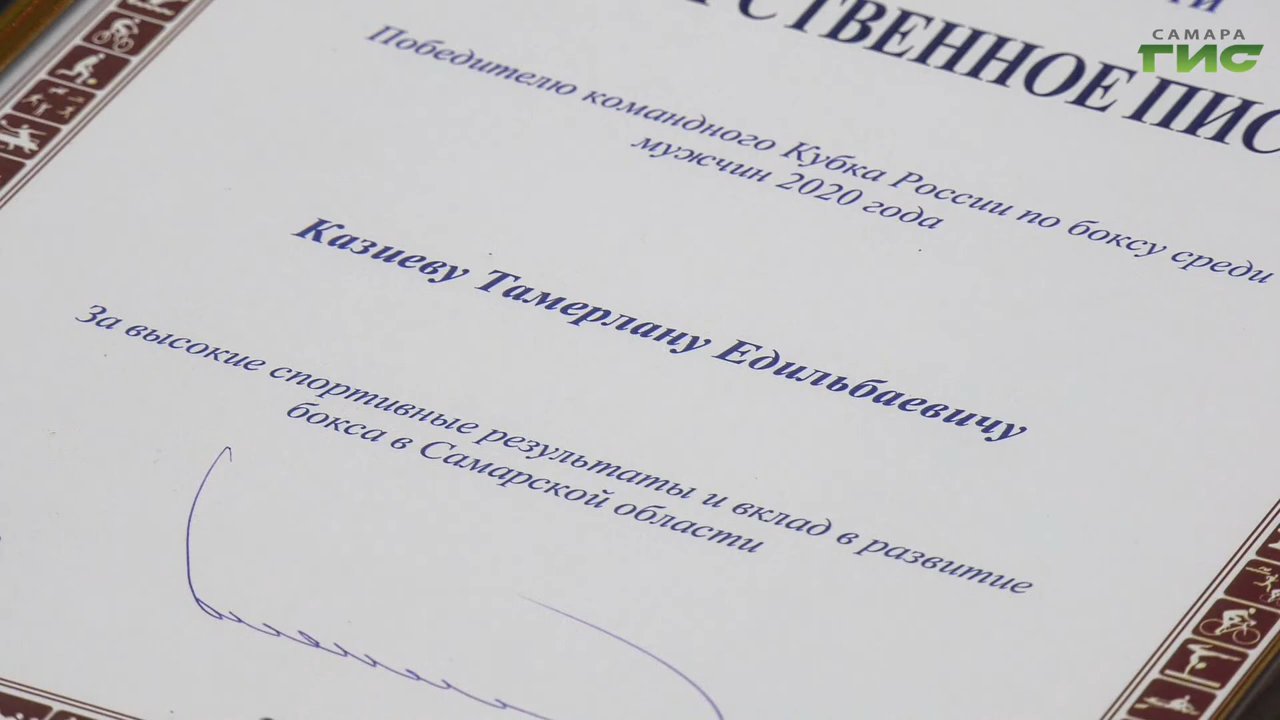 ТИ
СТВЕННОЕ ПИС
Победителю командного Кубка России по боксу среди
мужчин 2020 года
Казиеву Тамерлану Едильбаевичу
За высокие спортивные результаты и вклад в развитие
бокса в Самарской области
САМАРА
ГИС